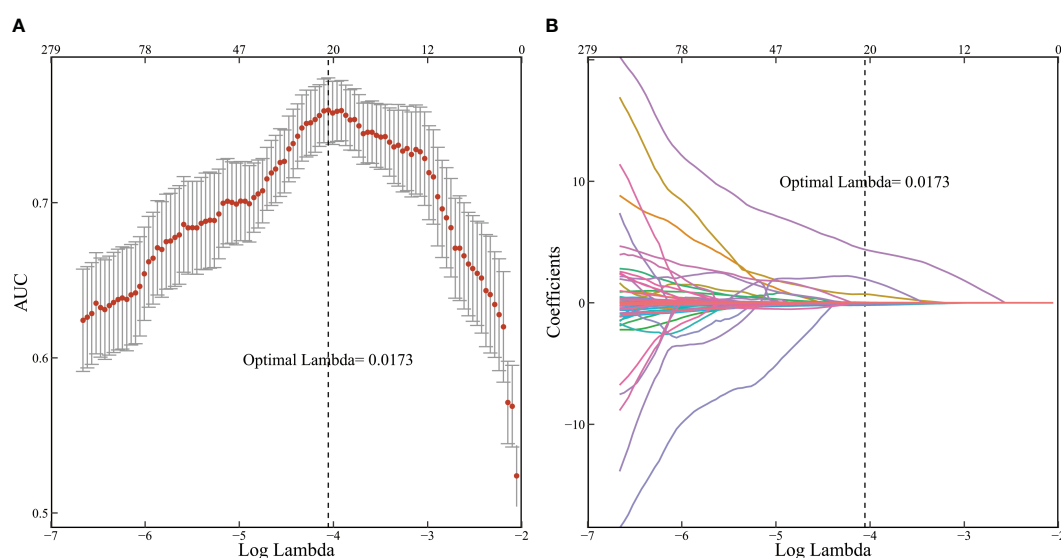 A
279 78 47 20 12 0
AUC
0.7
0.6
0.5
Optimal Lambda= 0.0173
−7 −6 −5 −4 −3 −2
Log Lambda
B
279 78 47 20 12 0
Coefficients
10
0
−10
Optimal Lambda= 0.0173
−7 −6 −5 −4 −3 −2
Log Lambda